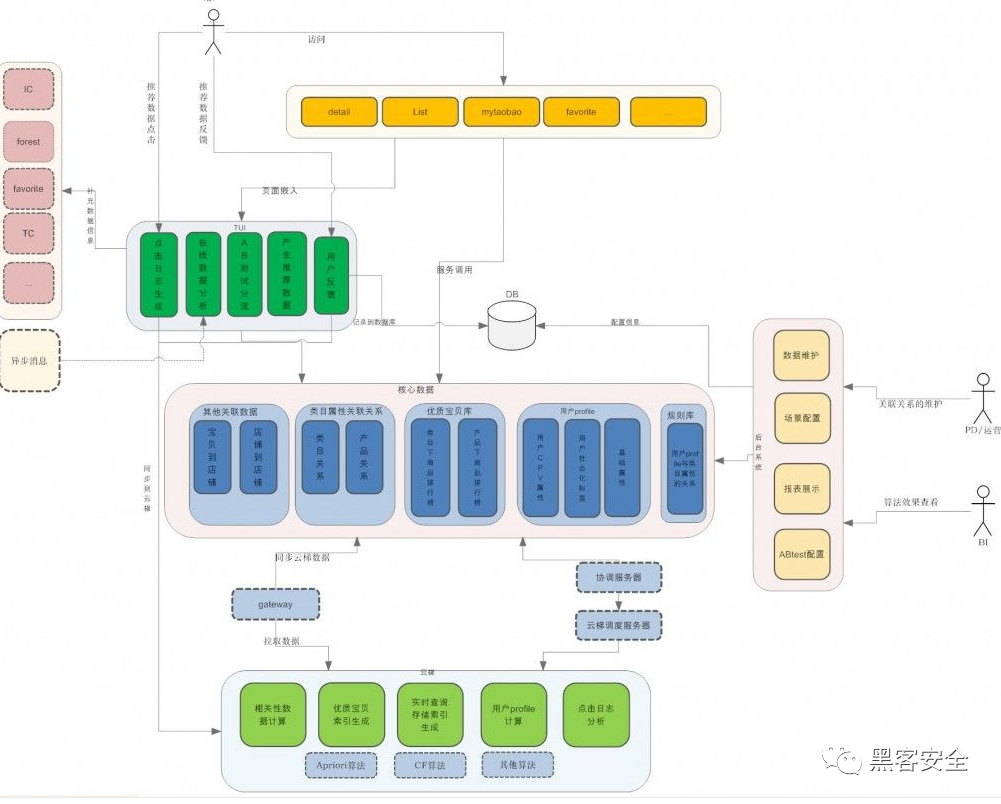 访问
推荐数据点击
推荐数据反馈
detail
List
mytaobao
favorite
...
IC
forest
favorite
TC
...
补充数据信息
页面嵌入
TUI
点击日志生成
在线数据分析
AB测试分流
产生推荐数据
用户反馈
服务调用
DB
记录到数据库
配置信息
异步消息
核心数据
其他关联数据
宝贝到店铺
店铺到店铺
类目属性关联关系
类目关系
产品关系
优质宝贝库
类目下商品排行榜
产品下商品排行榜
用户profile
用户CPV属性
用户社会化标签
基础属性
规则库
用户prof
ile与类
目属性
的关系
后台系统
数据维护
场景配置
报表展示
ABtest配置
关联关系的维护
PD/运营
算法效果查看
BI
同步到云梯
同步云梯数据
gateway
拉取数据
协调服务器
云梯调度服务器
云梯
相关性数
据计算
优质宝贝
索引生成
实时查询
存储索引
生成
用户profile
计算
点击日志
分析
Apriori算法
CF算法
其他算法
黑客安全